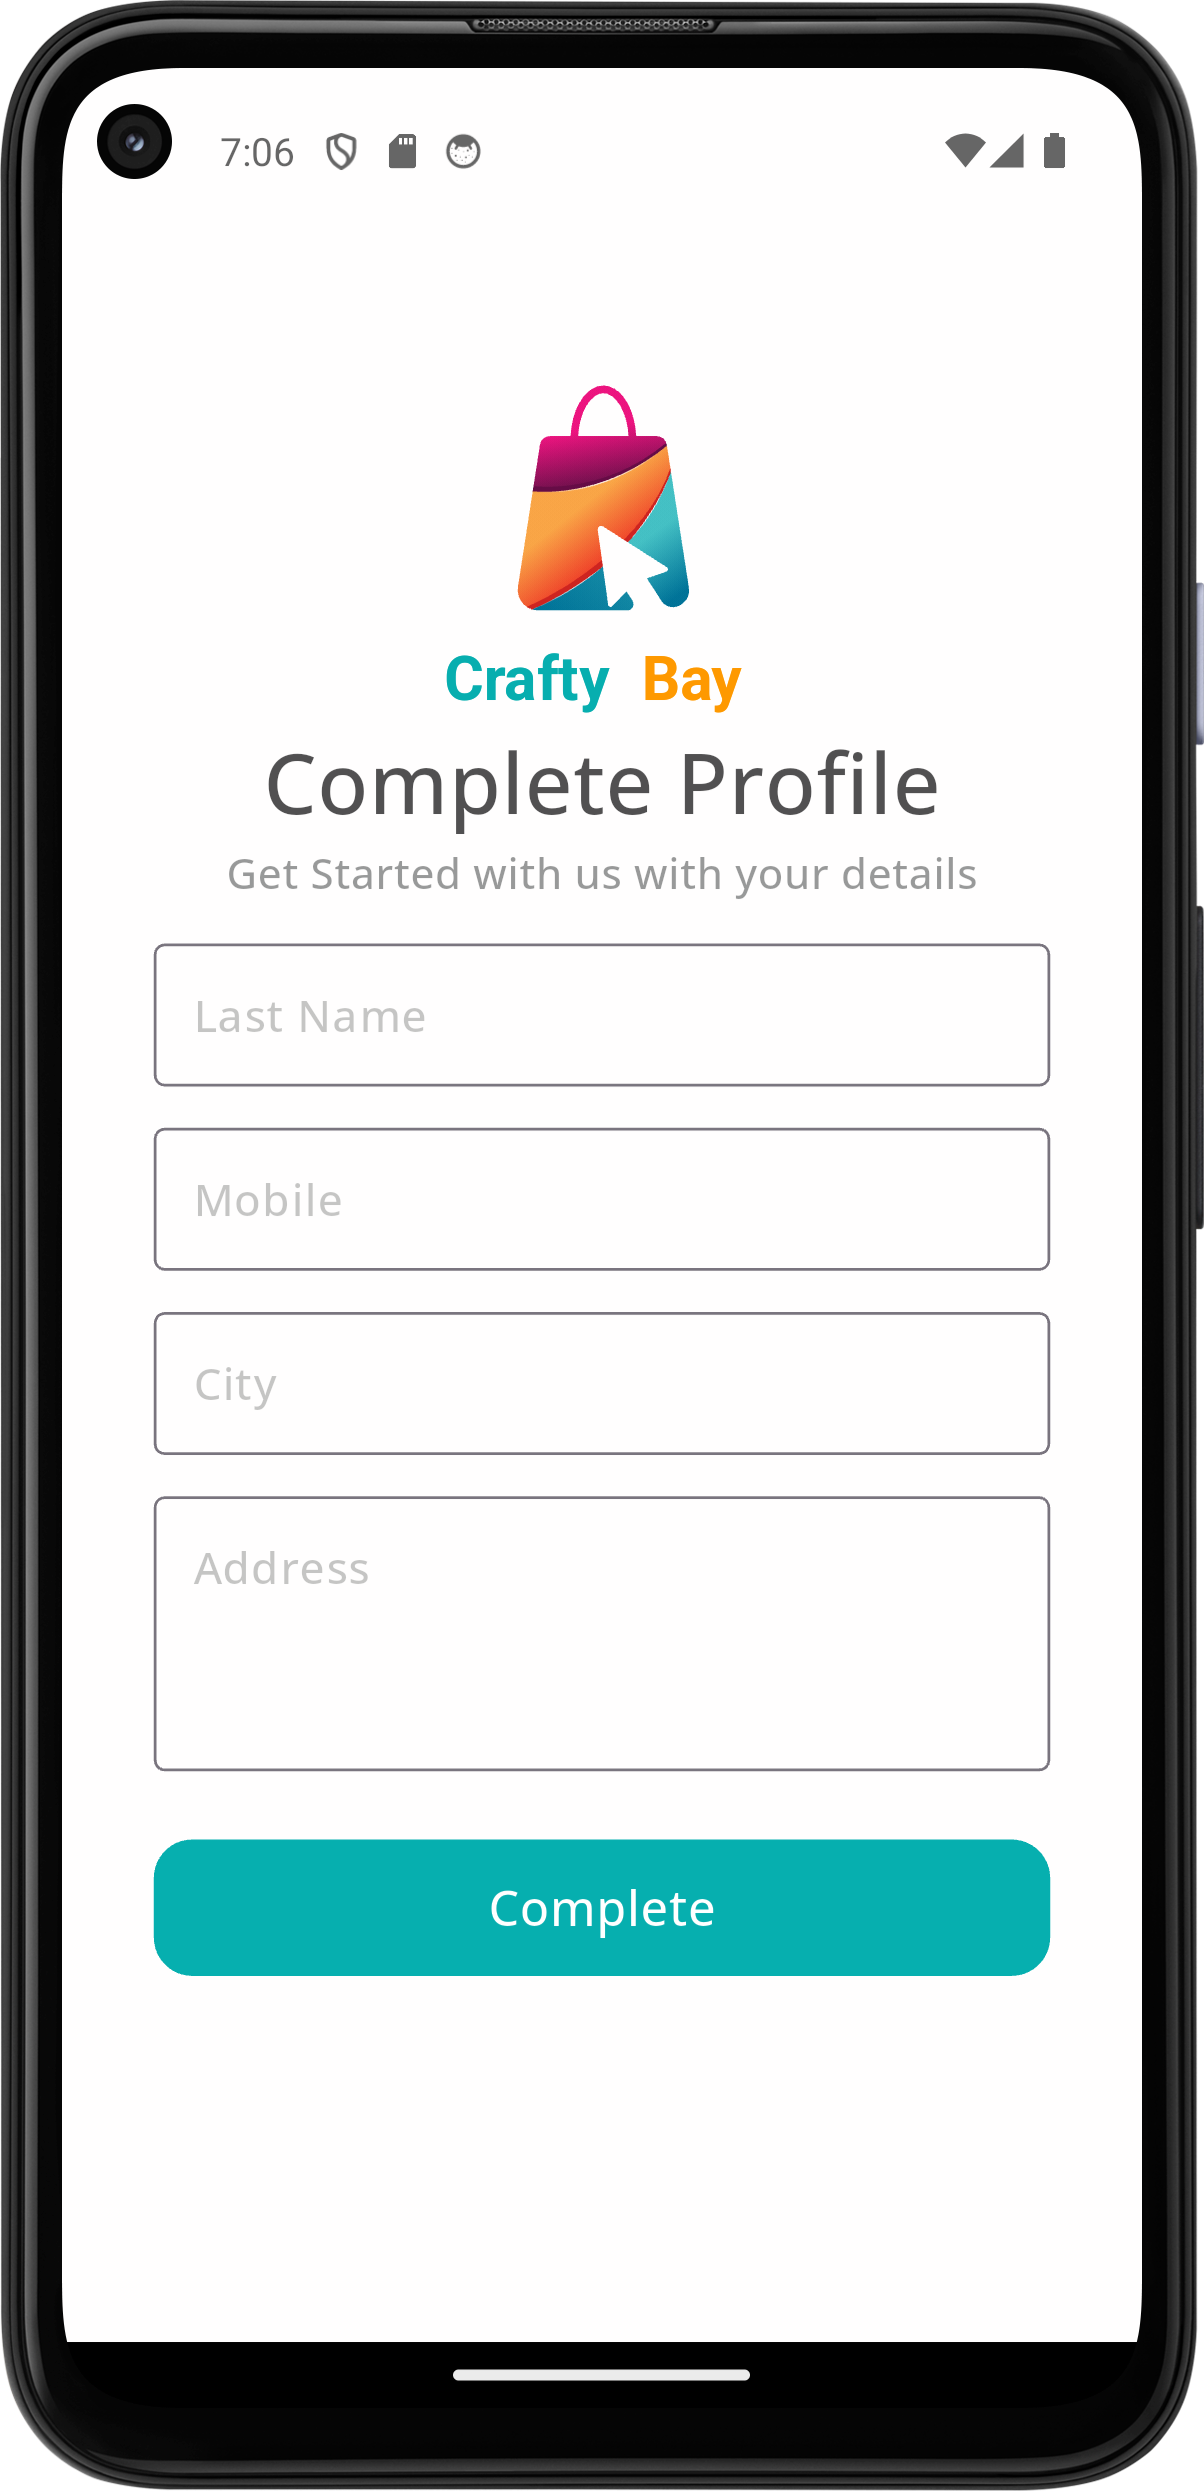 7:06
Crafty Bay
Complete Profile
Get Started with us with your details
Last Name
Mobile
City
Address
Complete